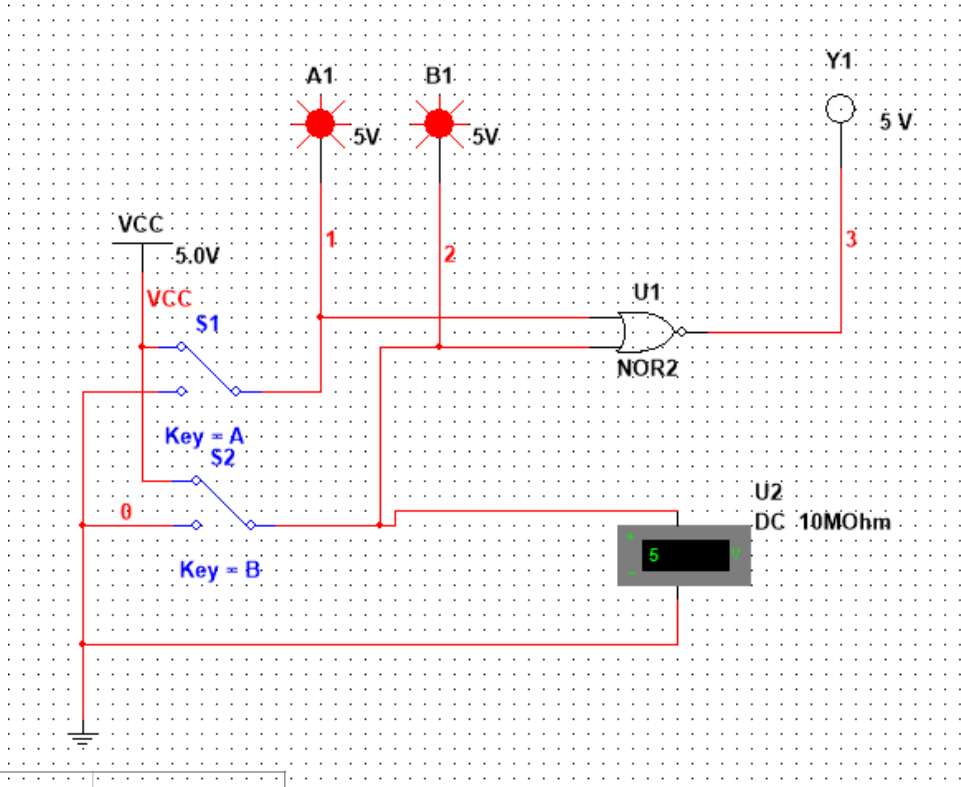 A1
B1
Y1
5V
5V
5 V
VCC
5.0V
1
2
3
VCC
S1
U1
NOR2
Key = A
S2
0
U2
DC 10MOhm
Key = B
+
5
V
-